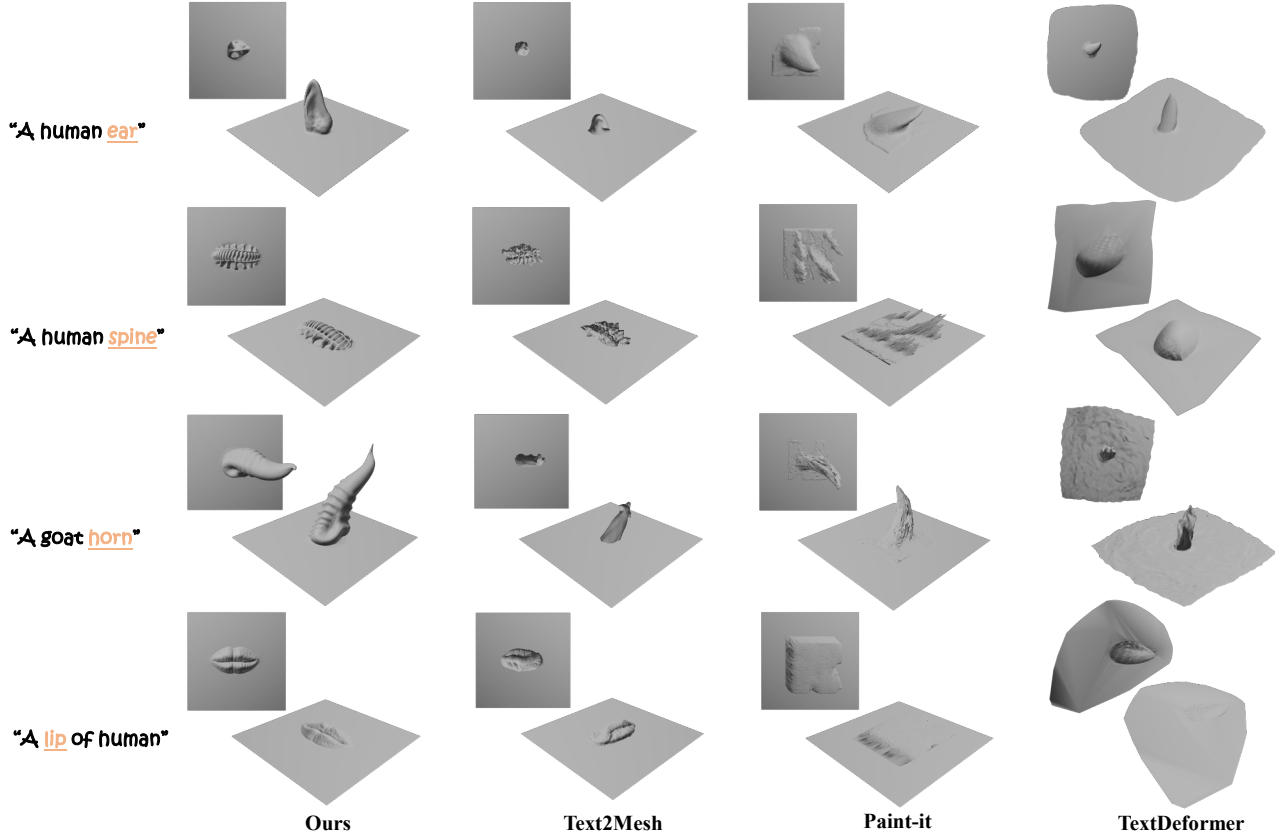 “A human ear”
“A human spine”
“A goat horn”
“A lip of human”
Ours Text2Mesh Paint-it TextDeformer